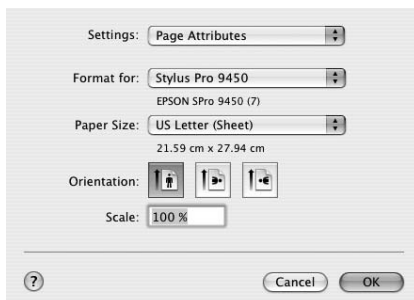 Settings: Page Attributes
Format for: Stylus Pro 9450
EPSON SPro 9450 (7)
Paper Size: US Letter (Sheet)
21.59 cm x 27.94 cm
Orientation:
Scale: 100 %
? Cancel OK